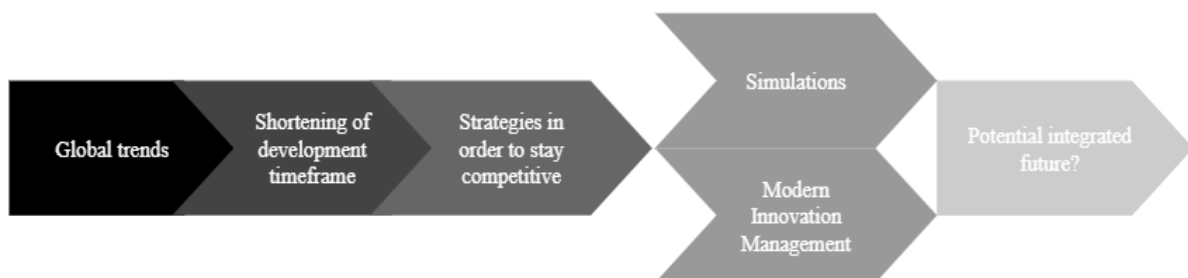 Global trends
Shortening of
development
timeframe
Strategies in
order to stay
competitive
Simulations
Modern
Innovation
Management
Potential integrated
future?